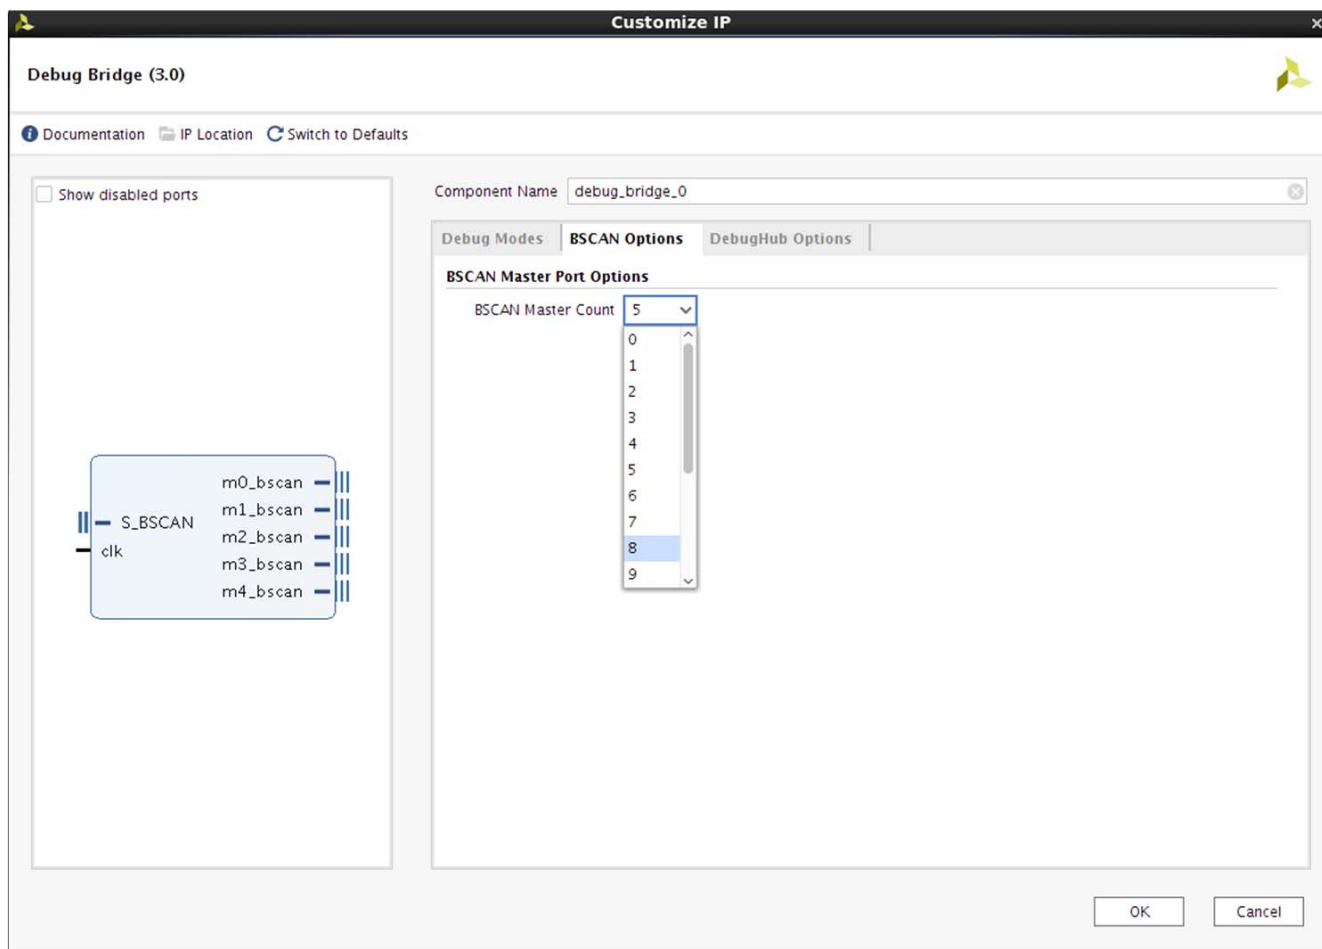 Customize IP
Debug Bridge (3.0)
Documentation IP Location Switch to Defaults
Show disabled ports
m0_bscan
m1_bscan
S_BSCAN
m2_bscan
clk
m3_bscan
m4_bscan
Component Name debug_bridge_0
Debug Modes BSCAN Options DebugHub Options
BSCAN Master Port Options
BSCAN Master Count 5
0
1
2
3
4
5
6
7
8
9
OK Cancel